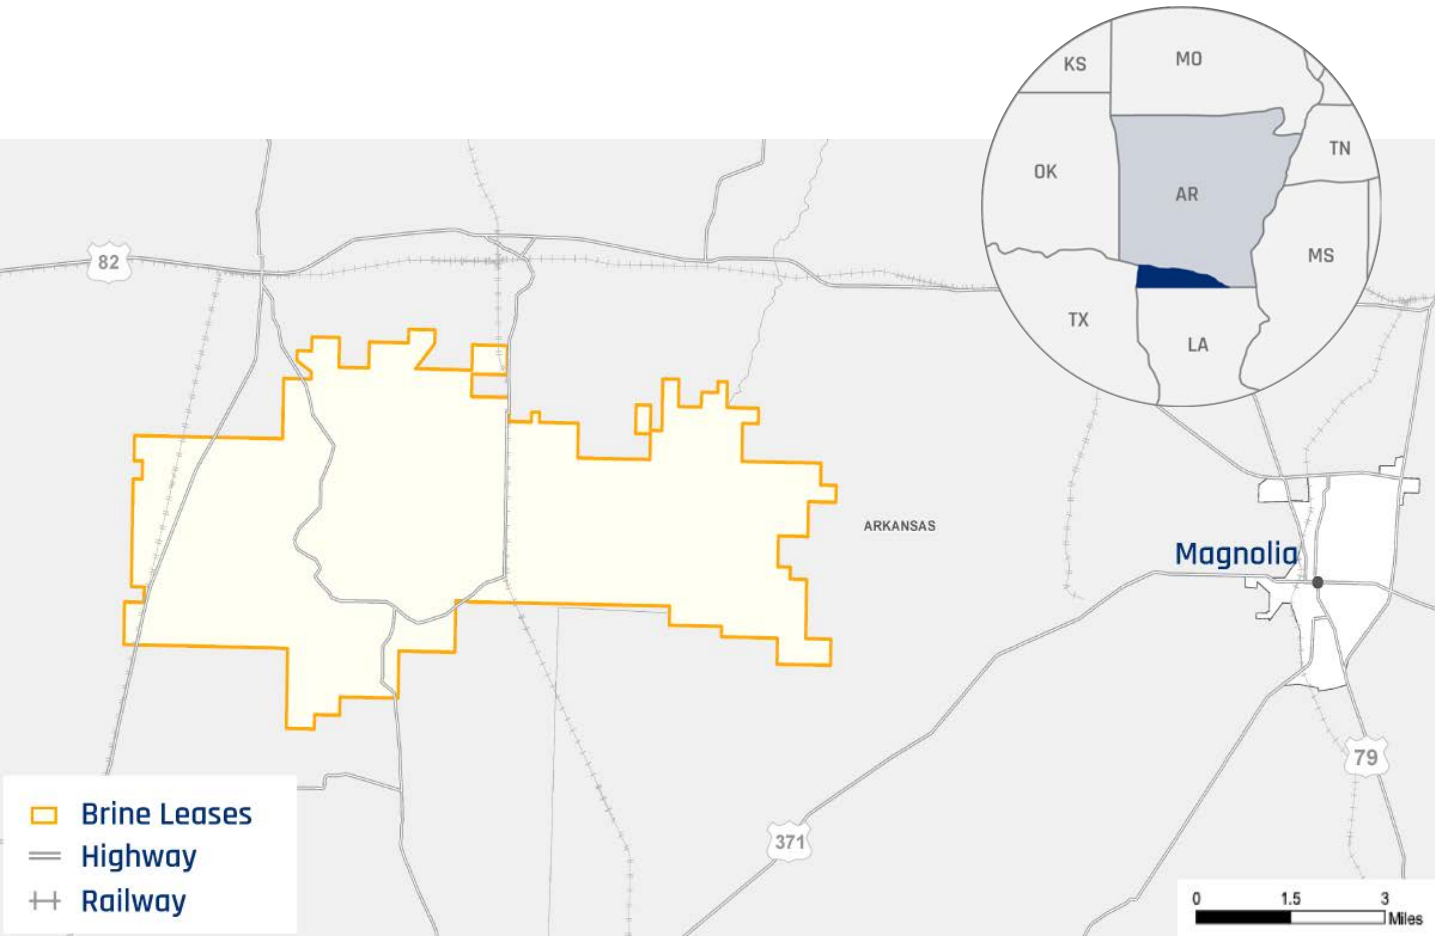 KS
MO
OK
AR
TN
MS
TX
LA
82
ARKANSAS
Magnolia
79
371
Brine Leases
Highway
Railway
0 1.5 3
Miles